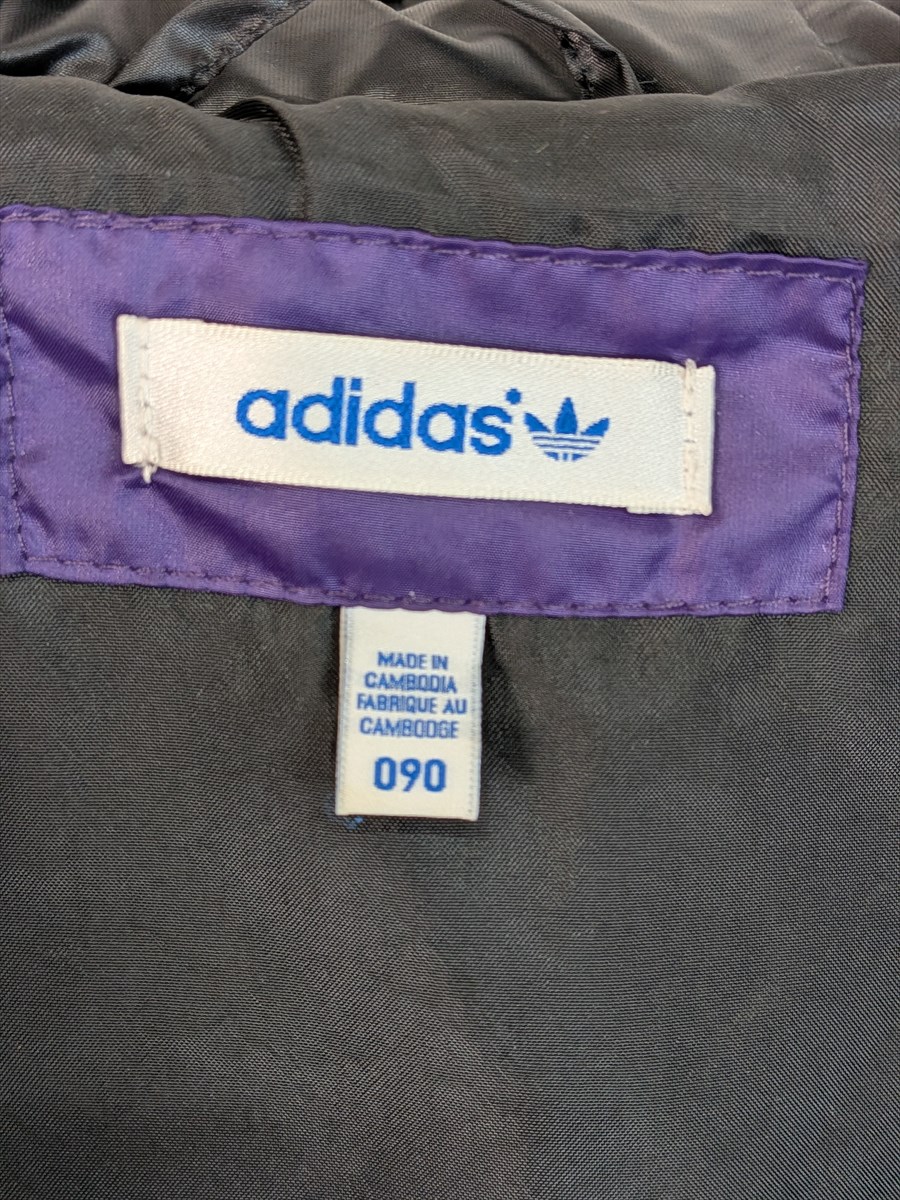 adidas
MADE IN
CAMBODIA
FABRIQUE AU
CAMBODGE
090